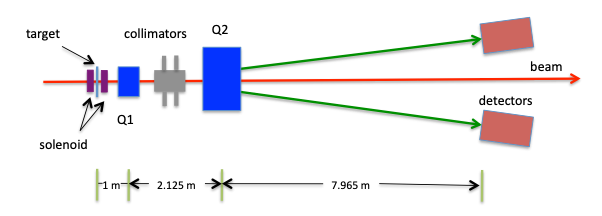 Q2
target
collimators
beam
detectors
Q1
solenoid
1 m
2.125 m
7.965 m